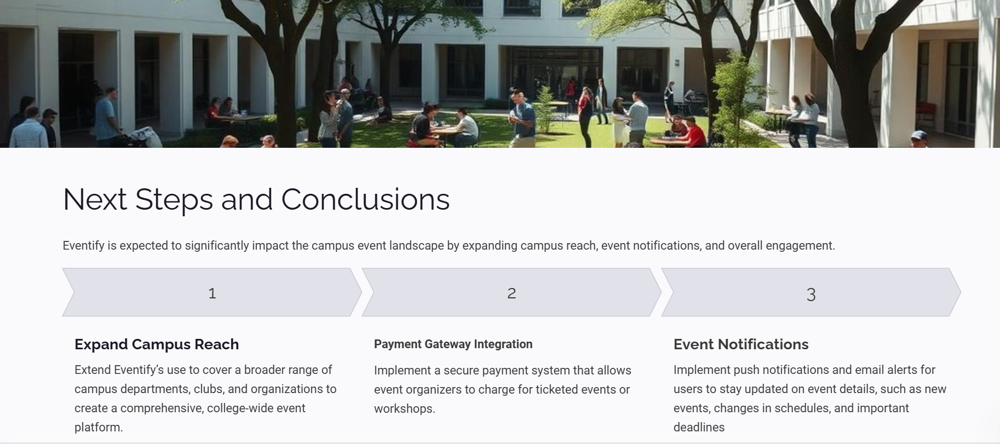 Next Steps and Conclusions
Eventify is expected to significantly impact the campus event landscape by expanding campus reach, event notifications, and overall engagement.
1
Expand Campus Reach
Extend Eventify’s use to cover a broader range of
campus departments, clubs, and organizations to
create a comprehensive, college-wide event
platform.
2
Payment Gateway Integration
Implement a secure payment system that allows
event organizers to charge for ticketed events or
workshops.
3
Event Notifications
Implement push notifications and email alerts for
users to stay updated on event details, such as new
events, changes in schedules, and important
deadlines